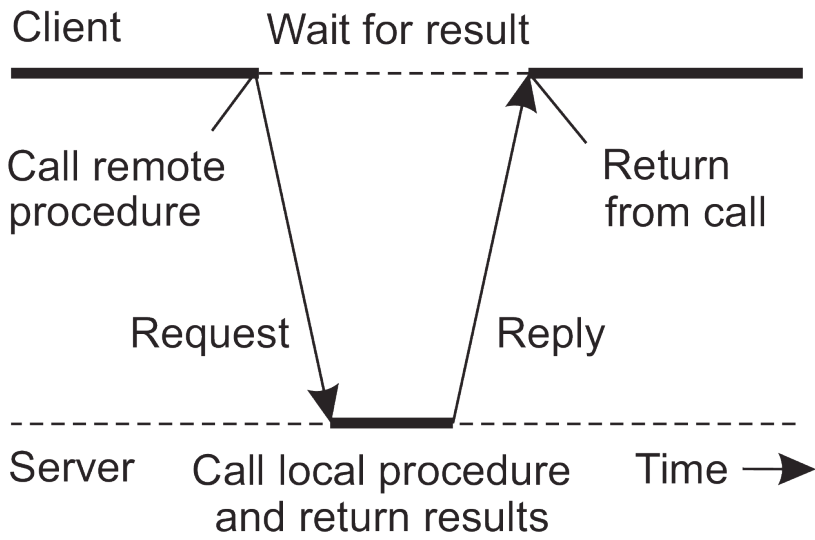 Client
Wait for result
Call remote
procedure
Return
from call
Request
Reply
Server
Call local procedure
and return results
Time